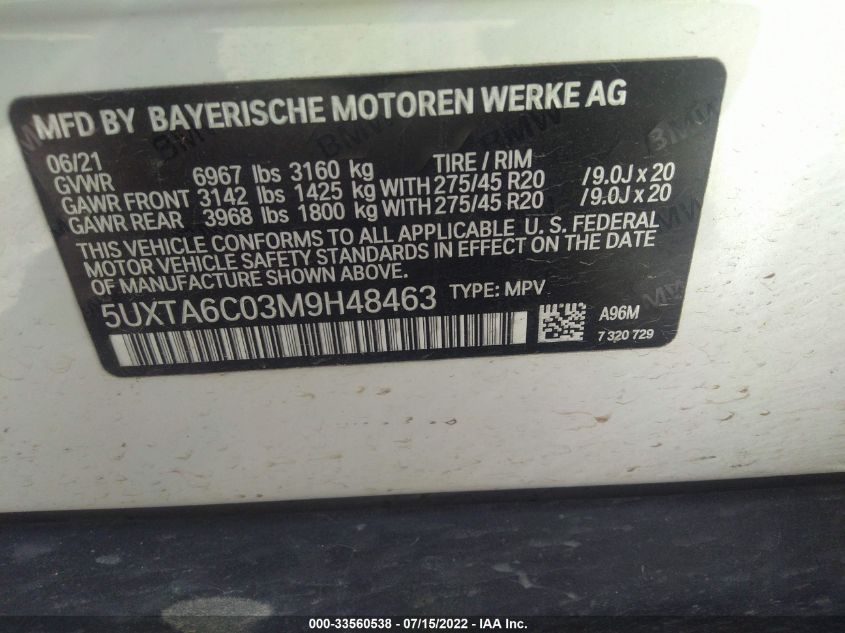 MFD BY BAYERISCHE MOTOREN WERKE AG
06/21
GVWR 6967 lbs 3160 kg TIRE / RIM
GAWR FRONT 3142 lbs 1425 kg WITH 275/45 R20 /9.0J x 20
GAWR REAR 3968 lbs 1800 kg WITH 275/45 R20 /9.0J x 20
THIS VEHICLE CONFORMS TO ALL APPLICABLE U. S. FEDERAL
MOTOR VEHICLE SAFETY STANDARDS IN EFFECT ON THE DATE
OF MANUFACTURE SHOWN ABOVE.
5UXTA6C03M9H48463 TYPE: MPV
A96M
7 320 729
000-33560538 - 07/15/2022 - IAA Inc.